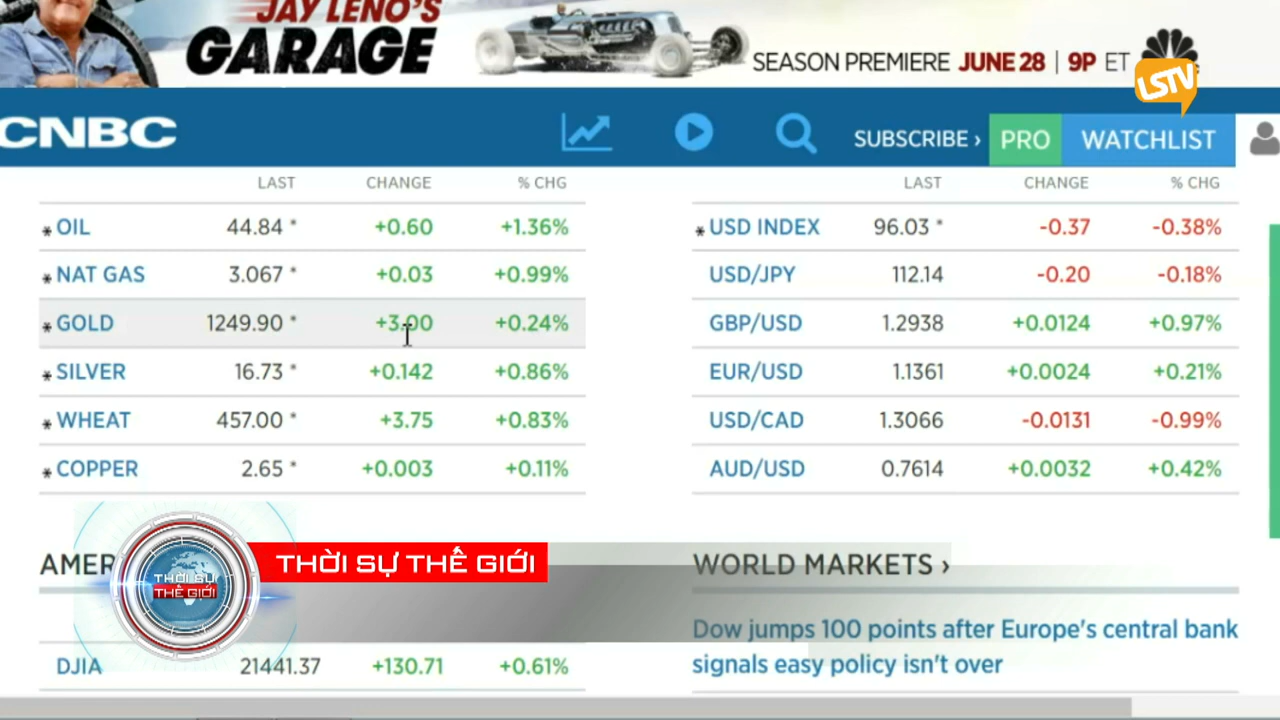 JAY LENO'S
GARAGE
SEASON PREMIERE JUNE 28 | 9P ET
LSTV
CNBC
SUBSCRIBE ›
PRO
WATCHLIST
LAST CHANGE % CHG
* OIL 44.84 * +0.60 +1.36%
* NAT GAS 3.067 * +0.03 +0.99%
* GOLD 1249.90 * +3.00 +0.24%
* SILVER 16.73 * +0.142 +0.86%
* WHEAT 457.00 * +3.75 +0.83%
* COPPER 2.65 * +0.003 +0.11%
LAST CHANGE % CHG
* USD INDEX 96.03 * -0.37 -0.38%
USD/JPY 112.14 -0.20 -0.18%
GBP/USD 1.2938 +0.0124 +0.97%
EUR/USD 1.1361 +0.0024 +0.21%
USD/CAD 1.3066 -0.0131 -0.99%
AUD/USD 0.7614 +0.0032 +0.42%
AMER
THỜI SỰ THẾ GIỚI
THỜI SỰ
THẾ GIỚI
DJIA 21441.37 +130.71 +0.61%
WORLD MARKETS ›
Dow jumps 100 points after Europe's central bank
signals easy policy isn't over